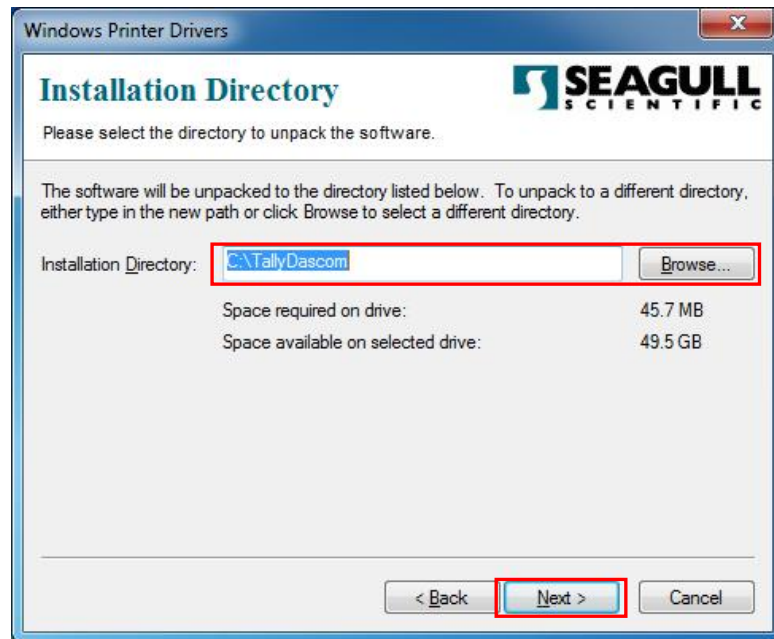 Windows Printer Drivers
Installation Directory
SEAGULL
SCIENTIFIC
Please select the directory to unpack the software.
The software will be unpacked to the directory listed below. To unpack to a different directory,
either type in the new path or click Browse to select a different directory.
Installation Directory: C:\TallyDascom Browse...
Space required on drive: 45.7 MB
Space available on selected drive: 49.5 GB
< Back Next > Cancel